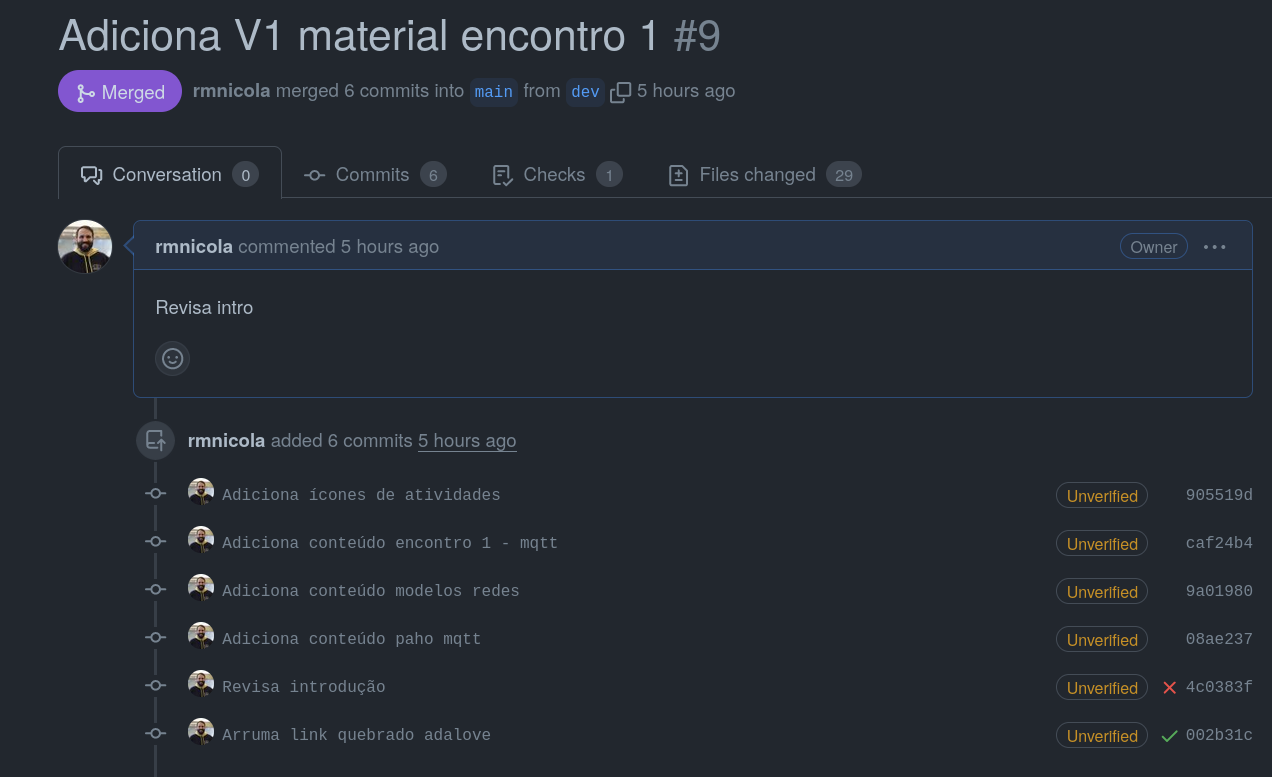 Adiciona V1 material encontro 1 #9
Merged rmnicola merged 6 commits into main from dev 5 hours ago
Conversation 0 Commits 6 Checks 1 Files changed 29
rmnicola commented 5 hours ago Owner ...
Revisa intro
rmnicola added 6 commits 5 hours ago
Adiciona ícones de atividades Unverified 905519d
Adiciona conteúdo encontro 1 - mqtt Unverified caf24b4
Adiciona conteúdo modelos redes Unverified 9a01980
Adiciona conteúdo paho mqtt Unverified 08ae237
Revisa introdução Unverified 4c0383f
Arruma link quebrado adalove Unverified 002b31c